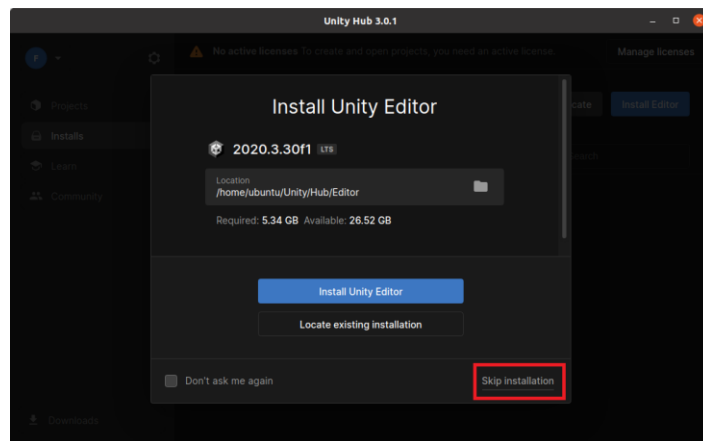 Unity Hub 3.0.1
P
No active licenses To create and open projects, you need an active license.
Manage licenses
Projects
Installs
Learn
Community
Downloads
Install Editor
Install Unity Editor
2020.3.30f1 LTS
Location
/home/ubuntu/Unity/Hub/Editor
Required: 5.34 GB Available: 26.52 GB
Install Unity Editor
Locate existing installation
Don't ask me again
Skip installation